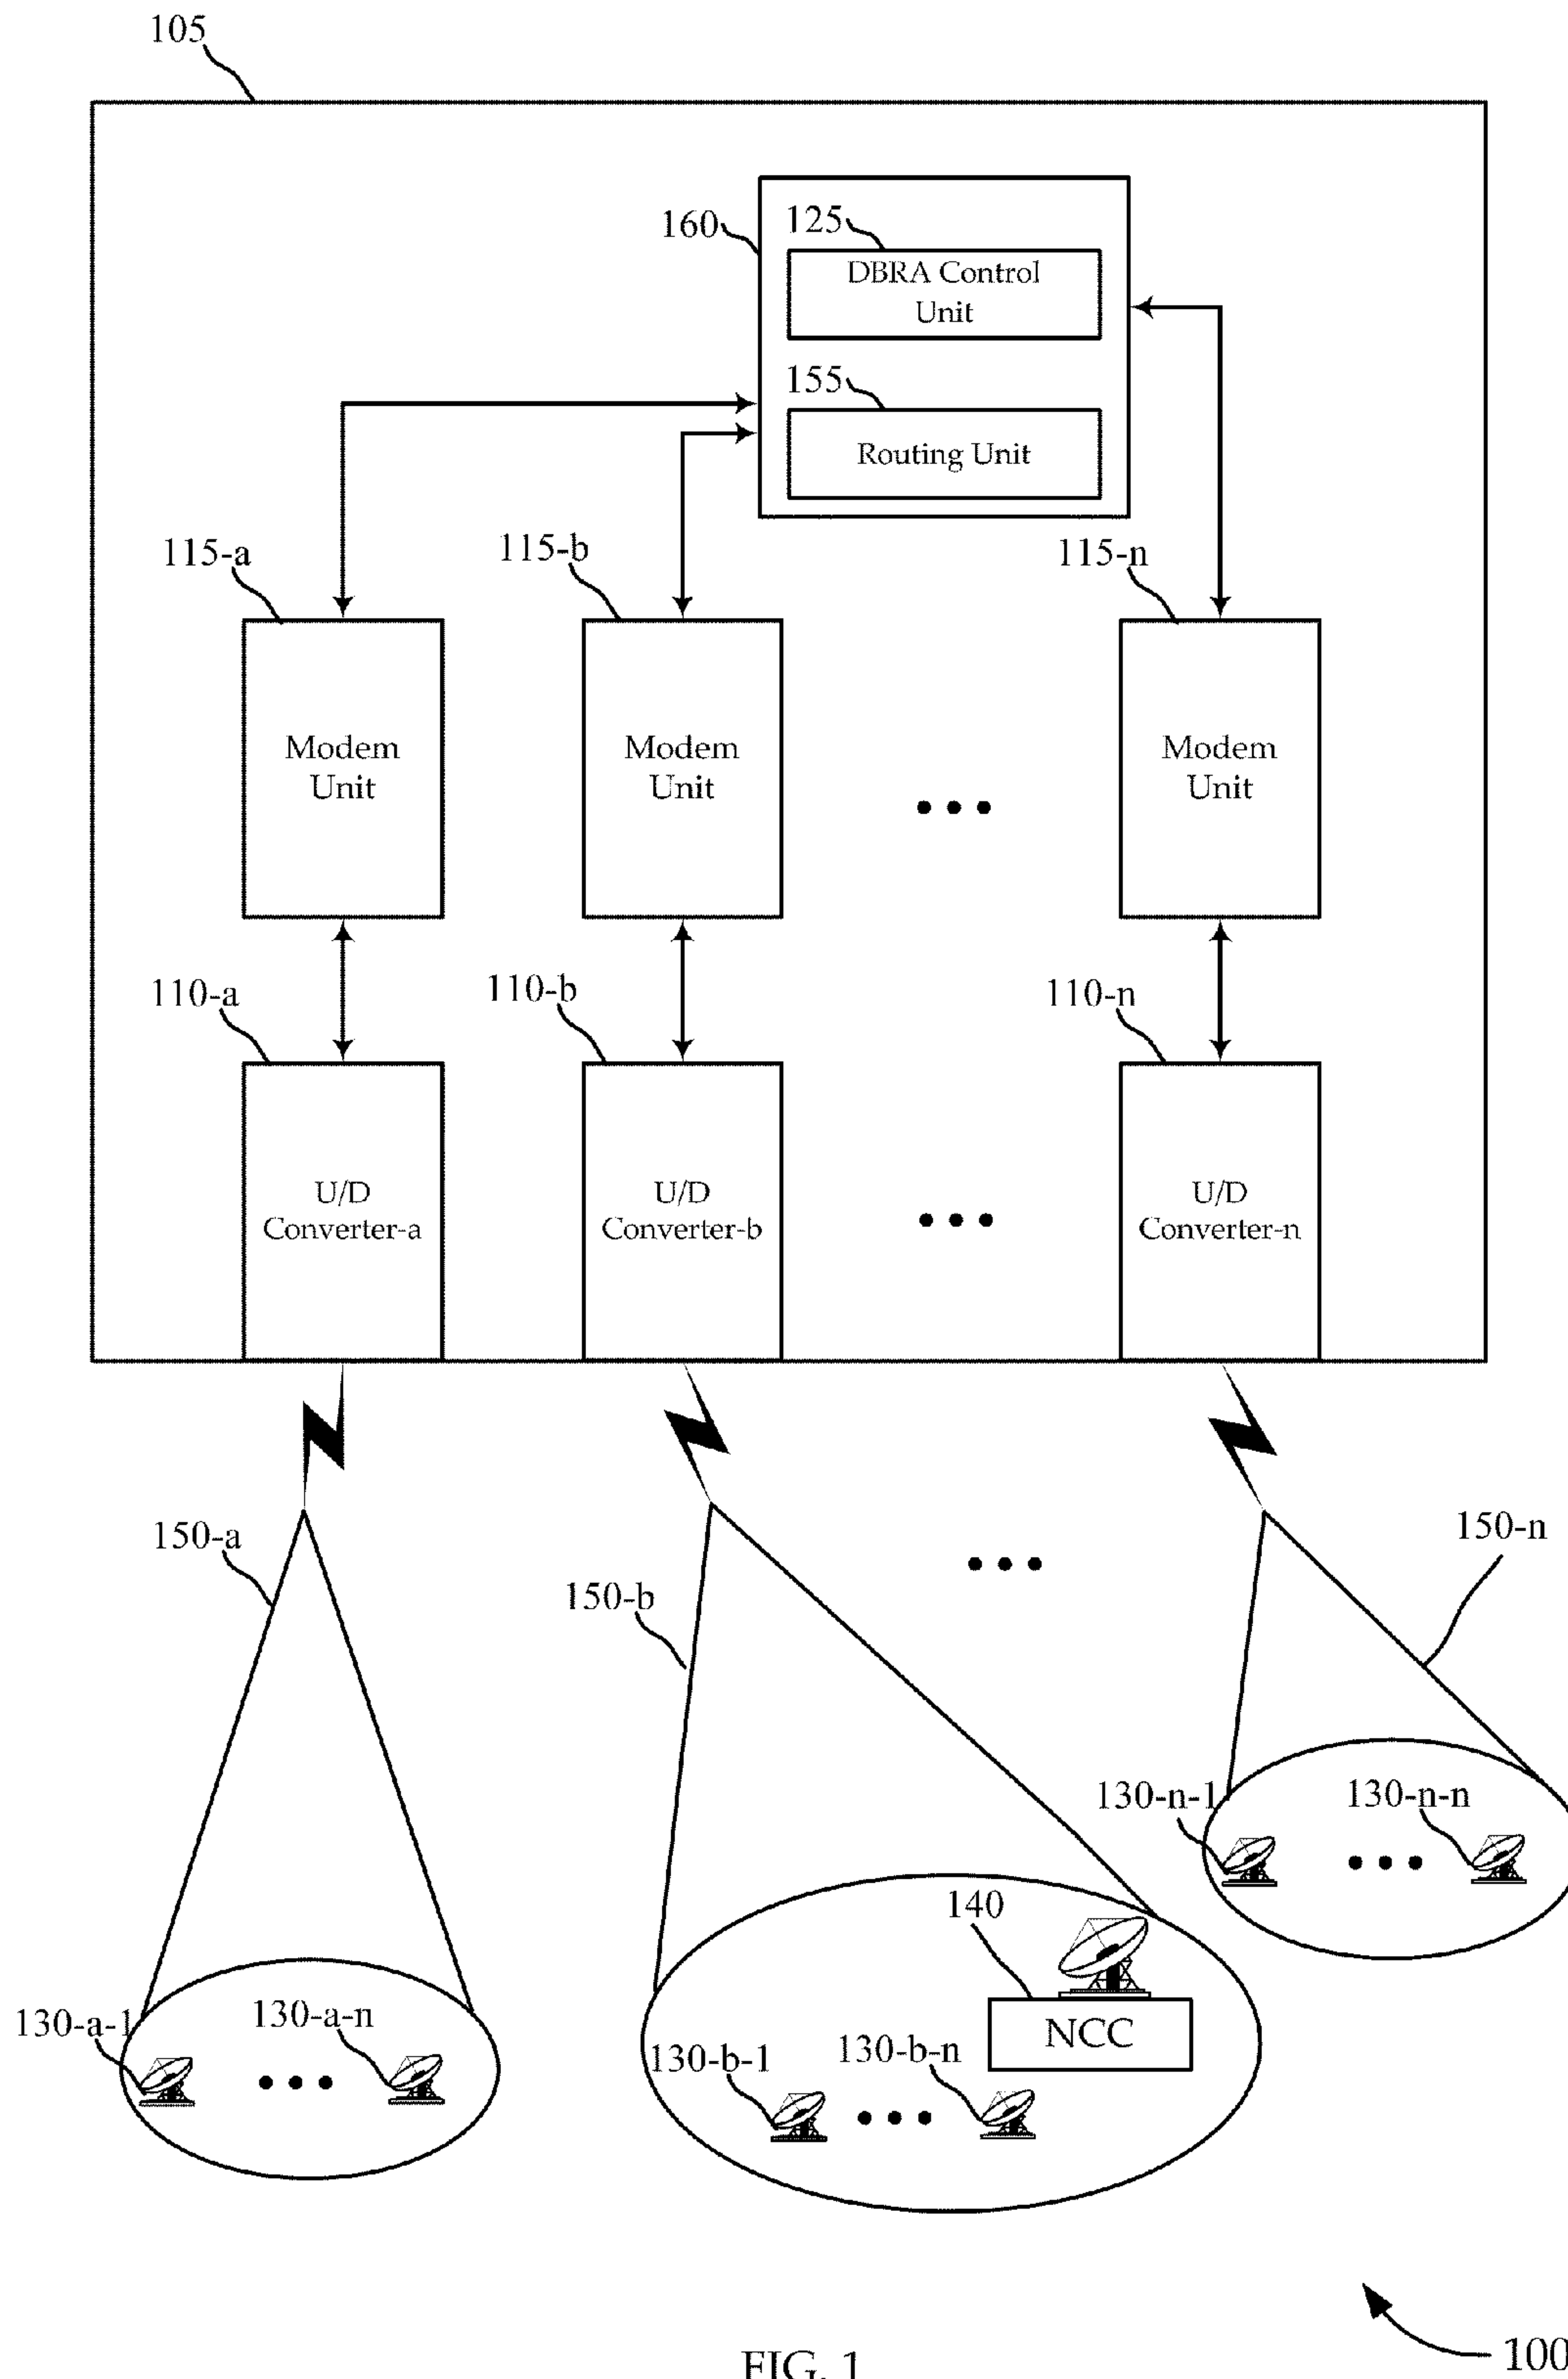 105
160
125
DBRA Control
Unit
155
Routing Unit
115-a
115-b
115-n
Modem
Unit
Modem
Unit
Modem
Unit
110-a
110-b
110-n
U/D
Converter-a
U/D
Converter-b
U/D
Converter-n
150-a
150-b
150-n
130-n-1
130-n-n
140
NCC
130-a-1
130-a-n
130-b-1
130-b-n
100
FIG. 1